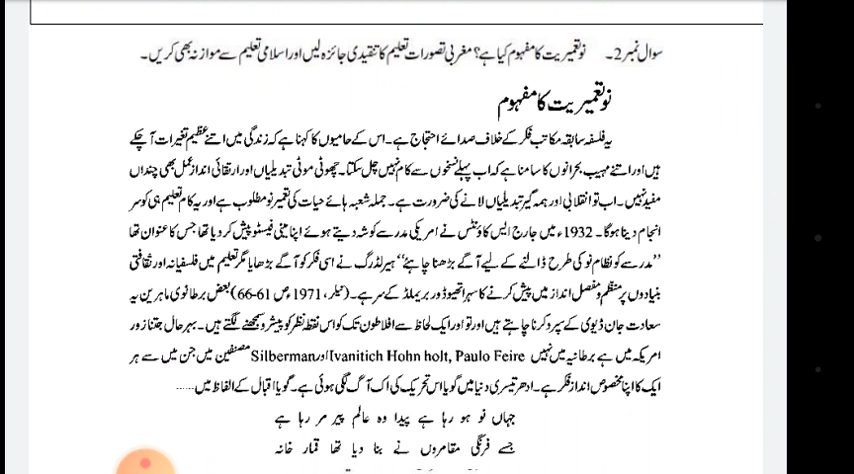 سوال نمبر 2۔ نو تعمیریت کا مفہوم کیا ہے؟ مغربی تصورات تعلیم کا تنقیدی جائزہ لیں اور اسلامی تعلیم سے موازنہ بھی کریں۔
نو تعمیریت کا مفہوم
یہ فلسفہ سابقہ مکاتب فکر کے خلاف صدائے احتجاج ہے۔ اس کے حامیوں کا کہنا ہے کہ زندگی میں اتنے عظیم تغیرات آ چکے
ہیں اور اتنے مہیب بحرانوں کا سامنا ہے کہ اب پہلے نسخوں سے کام نہیں چل سکتا۔ چھوٹی موٹی تبدیلیاں اور ارتقائی انداز عمل بھی چنداں
مفید نہیں۔ اب تو انقلابی اور ہمہ گیر تبدیلیاں لانے کی ضرورت ہے۔ جملہ شعبہ ہائے حیات کی تعمیر نو مطلوب ہے اور یہ کام تعلیم ہی کو سر
انجام دینا ہوگا۔ 1932ء میں جارج ایس کاؤنٹس نے امریکی مدرسے کو شہ دیتے ہوئے اپنا مینی فیسٹو پیش کر دیا تھا جس کا عنوان تھا
”مدرسے کو نظام نو کی طرح ڈالنے کے لیے آگے بڑھنا چاہئے“ ہیرلڈ رگ نے اسی فکر کو آگے بڑھایا مگر تعلیم میں فلسفیانہ اور ثقافتی
بنیادوں پر منظم و مفصل انداز میں پیش کرنے کا سہرا تھیوڈور بریملڈ کے سر ہے۔ (نیلر، 1971ء ص 61-66) بعض برطانوی ماہرین یہ
سعادت جان ڈیوی کے سپرد کرنا چاہتے ہیں اور تو اور ایک لحاظ سے افلاطون تک کو اس نقطہ نظر کو پیشرو سمجھنے لگتے ہیں۔ بہرحال جتنا زور
امریکہ میں ہے برطانیہ میں نہیں Ivanitich Hohn holt, Paulo Feire اور Silberman مصنفین میں جن میں سے ہر
ایک کا اپنا مخصوص انداز فکر ہے۔ ادھر تیسری دنیا میں گویا اس تحریک کی اک آگ لگی ہوئی ہے۔ گویا اقبال کے الفاظ میں......
جہاں نو ہو رہا ہے پیدا وہ عالم پیر مر رہا ہے
جسے فرنگی مقامروں نے بنا دیا تھا قمار خانہ